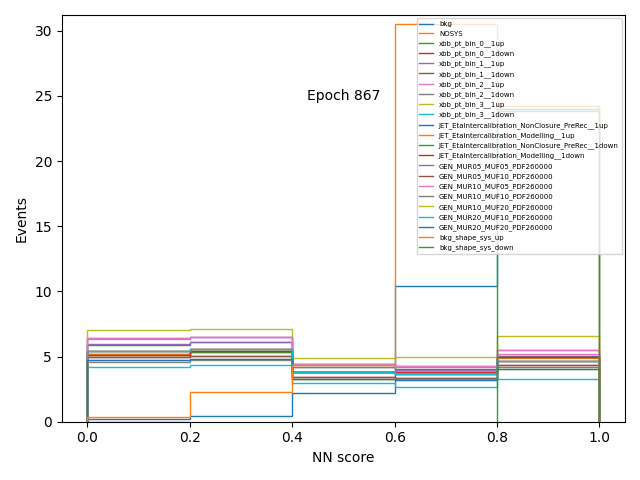 30
25
20
15
10
5
0
Events
Epoch 867
bkg
NOSYS
xbb_pt_bin_0__1up
xbb_pt_bin_0__1down
xbb_pt_bin_1__1up
xbb_pt_bin_1__1down
xbb_pt_bin_2__1up
xbb_pt_bin_2__1down
xbb_pt_bin_3__1up
xbb_pt_bin_3__1down
JET_EtaIntercalibration_NonClosure_PreRec__1up
JET_EtaIntercalibration_Modelling__1up
JET_EtaIntercalibration_NonClosure_PreRec__1down
JET_EtaIntercalibration_Modelling__1down
GEN_MUR05_MUF05_PDF260000
GEN_MUR05_MUF10_PDF260000
GEN_MUR10_MUF05_PDF260000
GEN_MUR10_MUF10_PDF260000
GEN_MUR10_MUF20_PDF260000
GEN_MUR20_MUF10_PDF260000
GEN_MUR20_MUF20_PDF260000
bkg_shape_sys_up
bkg_shape_sys_down
0.0 0.2 0.4 0.6 0.8 1.0
NN score